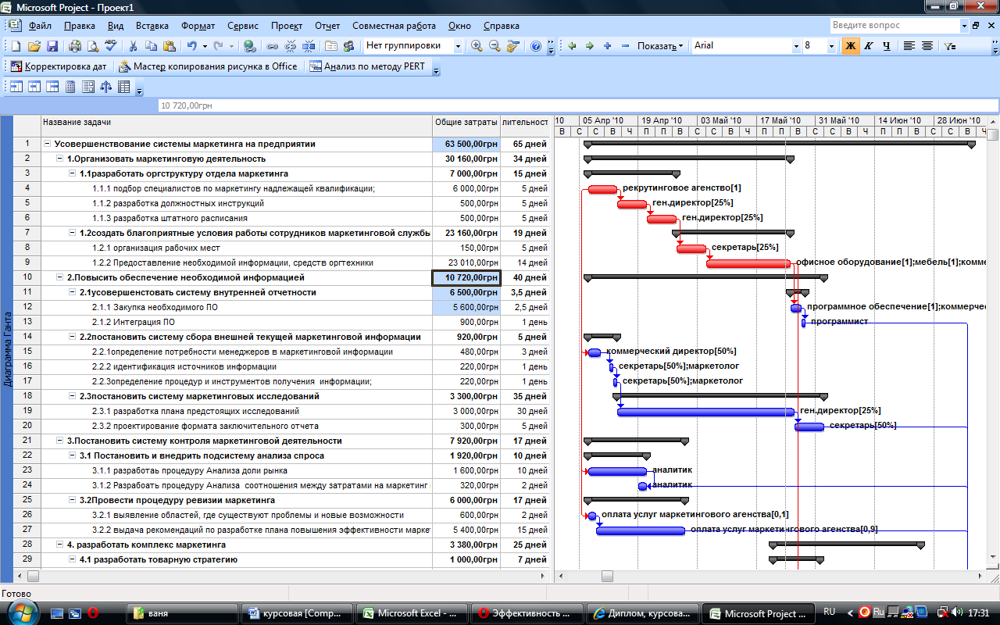 Microsoft Project - Проект1
Файл Правка Вид Вставка Формат Сервис Проект Отчет Совместная работа Окно Справка Введите вопрос
Нет группировки Показать Arial 8 Ж К Ч
Корректировка дат Мастер копирования рисунка в Office Анализ по методу PERT
10 720,00грн
Название задачи Общие затраты лительност 10 05 Апр '10 19 Апр '10 03 Май '10 17 Май '10 31 Май '10 14 Июн '10 28 Июн '10
В С С В Ч П П С С В Ч П П В С С В Ч П П В
1 Усовершенствование системы маркетинга на предприятии 63 500,00грн 65 дней
2 1.Организовать маркетинговую деятельность 30 160,00грн 34 дней
3 1.1разработать оргструктуру отдела маркетинга 7 000,00грн 15 дней
4 1.1.1 подбор специалистов по маркетингу надлежащей квалификации; 6 000,00грн 5 дней рекрутинговое агенство[1]
5 1.1.2 разработка должностных инструкций 500,00грн 5 дней ген.директор[25%]
6 1.1.3 разработка штатного расписания 500,00грн 5 дней ген.директор[25%]
7 1.2создать благоприятные условия работы сотрудников маркетинговой службы 23 160,00грн 19 дней
8 1.2.1 организация рабочих мест 150,00грн 5 дней секретарь[25%]
9 1.2.2 Предоставление необходимой информации, средств оргтехники 23 010,00грн 14 дней офисное оборудование[1];мебель[1];комме
10 2.Повысить обеспечение необходимой информацией 10 720,00грн 40 дней
11 2.1усовершенстовать систему внутренней отчетности 6 500,00грн 3,5 дней
12 2.1.1 Закупка необходимого ПО 5 600,00грн 2,5 дней программное обеспечение[1];коммерчес
13 2.1.2 Интеграция ПО 900,00грн 1 день программист
14 2.2постановить систему сбора внешней текущей маркетинговой информации 920,00грн 5 дней
15 2.2.1определение потребности менеджеров в маркетинговой информации 480,00грн 3 дней коммерческий директор[50%]
16 2.2.2 идентификация источников информации 220,00грн 1 день секретарь[50%];маркетолог
17 2.2.3определение процедур и инструментов получения информации; 220,00грн 1 день секретарь[50%];маркетолог
18 2.3постановить систему маркетинговых исследований 3 300,00грн 35 дней
19 2.3.1 разработка плана предстоящих исследований 3 000,00грн 30 дней ген.директор[25%]
20 2.3.2 проектирование формата заключительного отчета 300,00грн 5 дней секретарь[50%]
21 3.Постановить систему контроля маркетинговой деятельности 7 920,00грн 17 дней
22 3.1 Постановить и внедрить подсистему анализа спроса 1 920,00грн 10 дней
23 3.1.1 разработаь процедуру Анализа доли рынка 1 600,00грн 10 дней аналитик
24 3.1.2 Разрабоать процедуру Анализа соотношения между затратами на маркетинг 320,00грн 2 дней аналитик
25 3.2Провести процедуру ревизии маркетинга 6 000,00грн 17 дней
26 3.2.1 выявление областей, где существуют проблемы и новые возможности 600,00грн 2 дней оплата услуг маркетингового агенства[0,1]
27 3.2.2 выдача рекомендаций по разработке плана повышения эффективности марке 5 400,00грн 15 дней оплата услуг маркетингового агенства[0,9]
28 4. разработать комплекс маркетинга 3 380,00грн 25 дней
29 4.1 разработать товарную стратегию 1 000,00грн 7 дней
Диаграмма Ганта
Готово
ваня курсовая [Comp... Microsoft Excel - ... Эффективность ... Диплом, курсова... Microsoft Project ... RU Ru 17:31